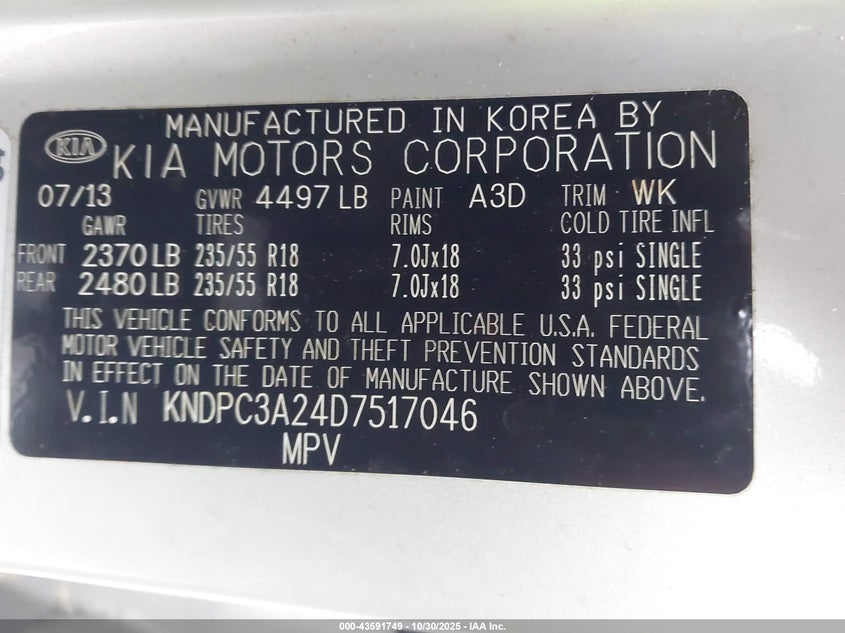 MANUFACTURED IN KOREA BY
KIA KIA MOTORS CORPORATION
07/13 GVWR 4497 LB PAINT A3D TRIM WK
GAWR TIRES RIMS COLD TIRE INFL
FRONT 2370 LB 235/55 R18 7.0Jx18 33 psi SINGLE
REAR 2480 LB 235/55 R18 7.0Jx18 33 psi SINGLE
THIS VEHICLE CONFORMS TO ALL APPLICABLE U.S.A. FEDERAL
MOTOR VEHICLE SAFETY AND THEFT PREVENTION STANDARDS
IN EFFECT ON THE DATE OF MANUFACTURE SHOWN ABOVE.
V.I.N KNDPC3A24D7517046
MPV
000-43591749 - 10/30/2025 - IAA Inc.